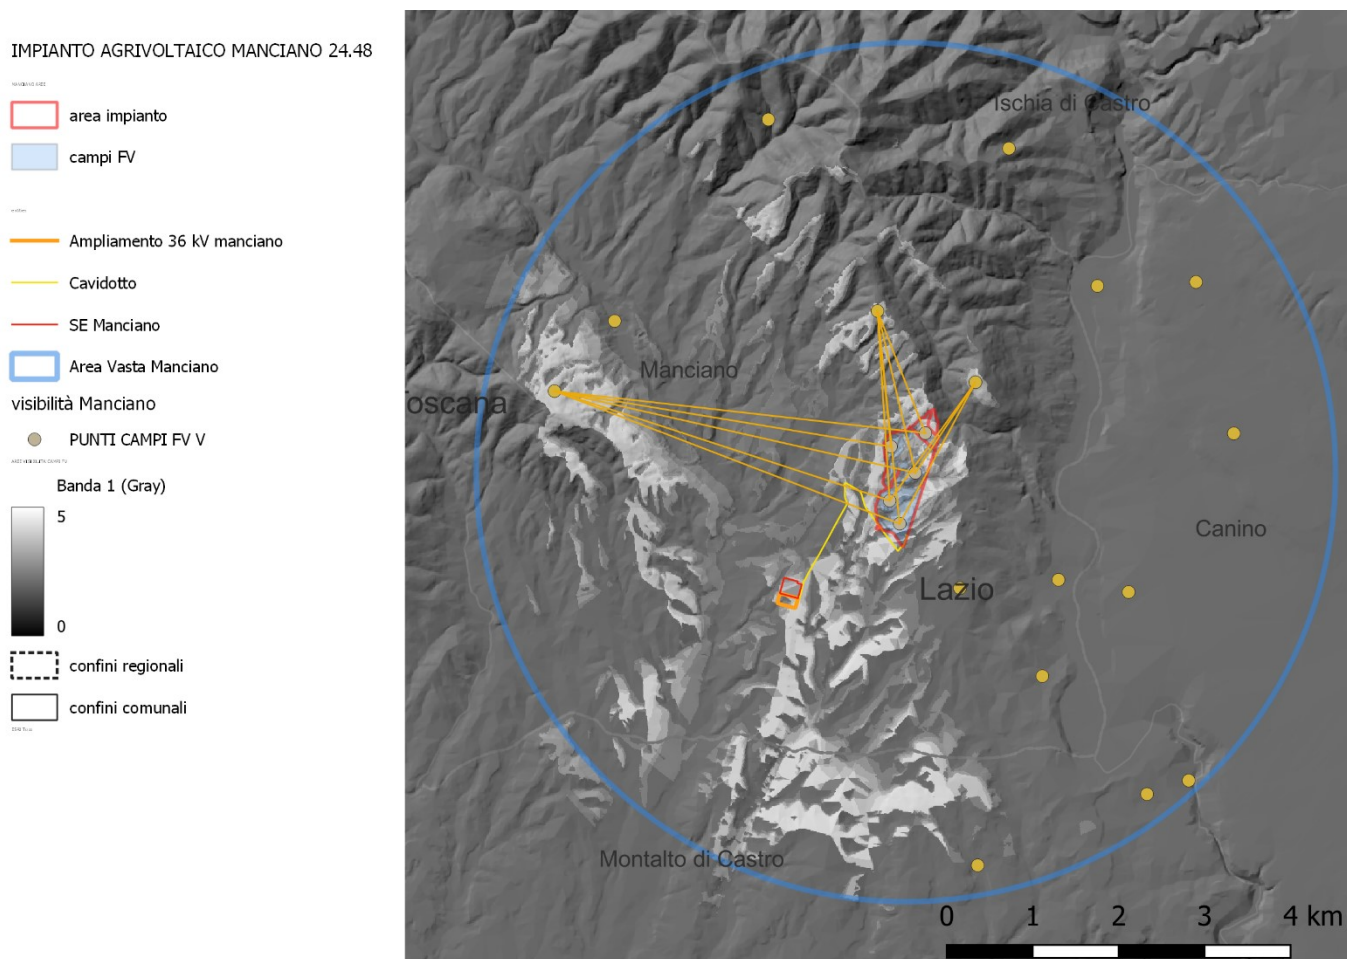 IMPIANTO AGRIVOLTAICO MANCIANO 24.48
area impianto
campi FV
Ampliamento 36 kV manciano
Cavidotto
SE Manciano
Area Vasta Manciano
visibilità Manciano
PUNTI CAMPI FV V
Banda 1 (Gray)
5
0
confini regionali
confini comunali
Ischia di Castro
Manciano
oscana
Canino
Lazio
Montalto di Castro
0 1 2 3 4 km